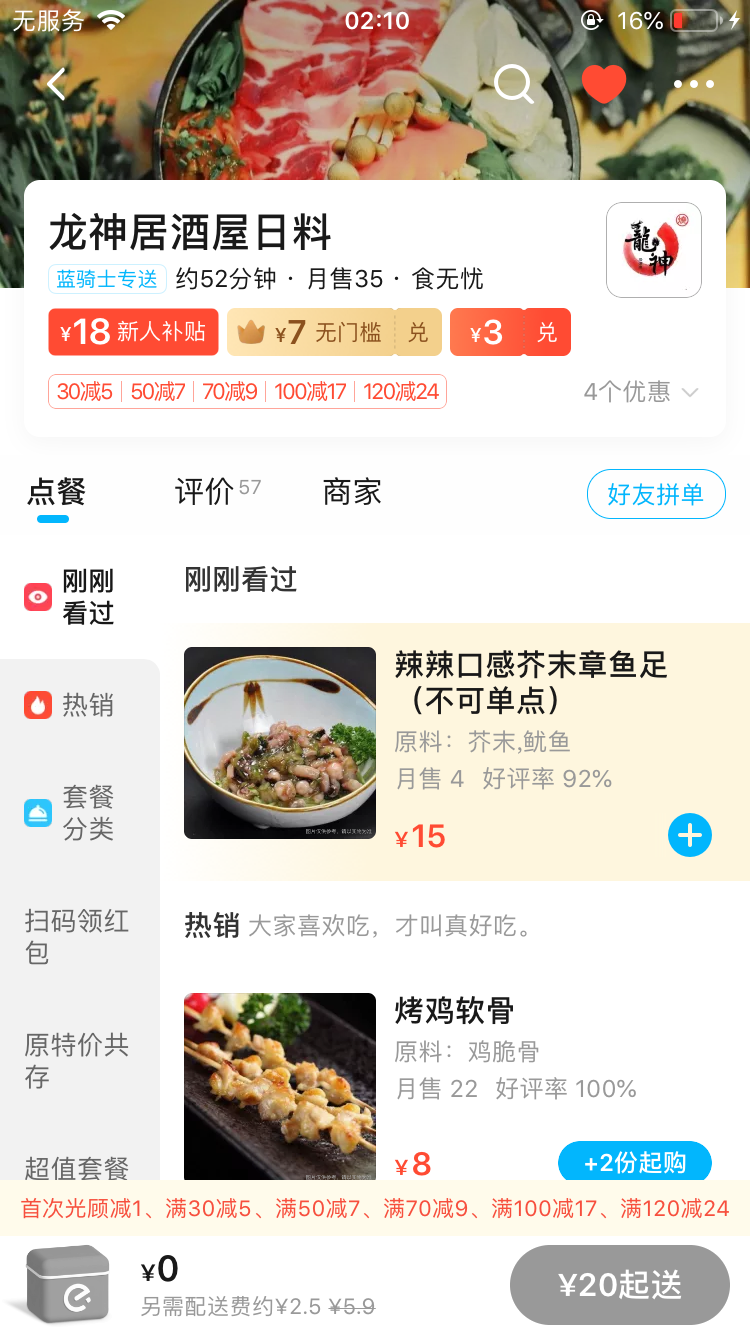 无服务 02:10 16%
龙神居酒屋日料
龍神
燒
蓝骑士专送 约52分钟 · 月售35 · 食无忧
¥18 新人补贴 ¥7 无门槛 兑 ¥3 兑
30减5 50减7 70减9 100减17 120减24 4个优惠
点餐 评价 57 商家 好友拼单
刚刚看过
刚刚
看过
辣辣口感芥末章鱼足
（不可单点）
原料：芥末,鱿鱼
月售 4 好评率 92%
¥15
热销
套餐
分类
扫码领红
包
原特价共
存
超值套餐
热销 大家喜欢吃，才叫真好吃。
烤鸡软骨
原料：鸡脆骨
月售 22 好评率 100%
¥8 +2份起购
首次光顾减1、满30减5、满50减7、满70减9、满100减17、满120减24
¥0
另需配送费约¥2.5 ¥5.9
¥20起送